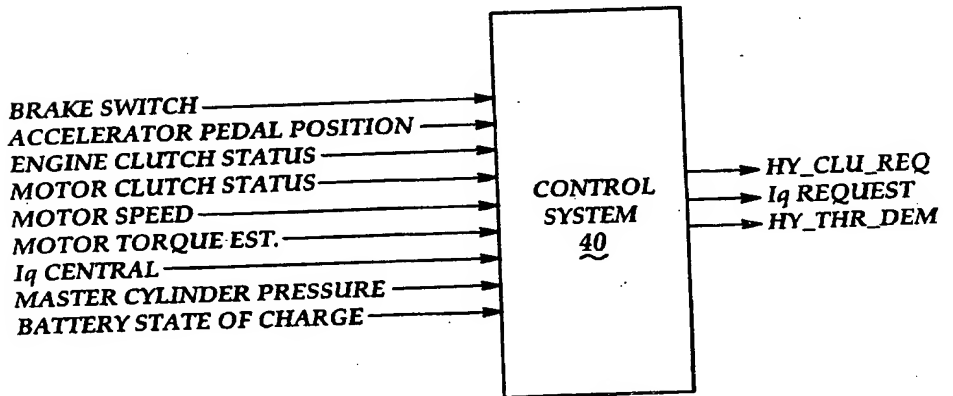 BRAKE SWITCH
ACCELERATOR PEDAL POSITION
ENGINE CLUTCH STATUS
MOTOR CLUTCH STATUS
MOTOR SPEED
MOTOR TORQUE EST.
Iq CENTRAL
MASTER CYLINDER PRESSURE
BATTERY STATE OF CHARGE
CONTROL
SYSTEM
40
HY_CLU_REQ
Iq REQUEST
HY_THR_DEM